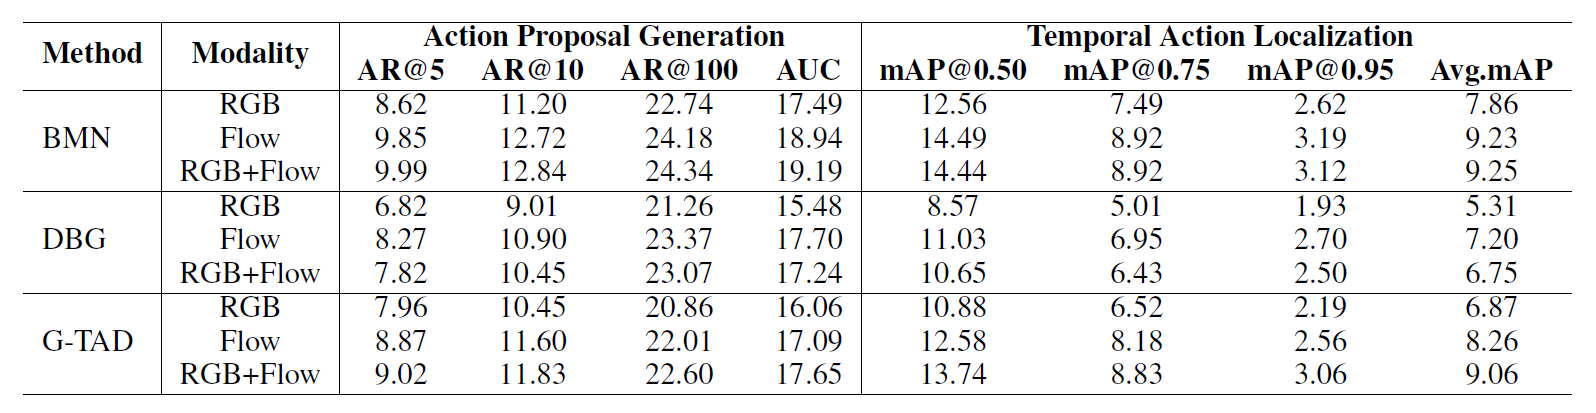 Method Modality Action Proposal Generation Temporal Action Localization
AR@5 AR@10 AR@100 AUC mAP@0.50 mAP@0.75 mAP@0.95 Avg.mAP
BMN RGB 8.62 11.20 22.74 17.49 12.56 7.49 2.62 7.86
Flow 9.85 12.72 24.18 18.94 14.49 8.92 3.19 9.23
RGB+Flow 9.99 12.84 24.34 19.19 14.44 8.92 3.12 9.25
DBG RGB 6.82 9.01 21.26 15.48 8.57 5.01 1.93 5.31
Flow 8.27 10.90 23.37 17.70 11.03 6.95 2.70 7.20
RGB+Flow 7.82 10.45 23.07 17.24 10.65 6.43 2.50 6.75
G-TAD RGB 7.96 10.45 20.86 16.06 10.88 6.52 2.19 6.87
Flow 8.87 11.60 22.01 17.09 12.58 8.18 2.56 8.26
RGB+Flow 9.02 11.83 22.60 17.65 13.74 8.83 3.06 9.06